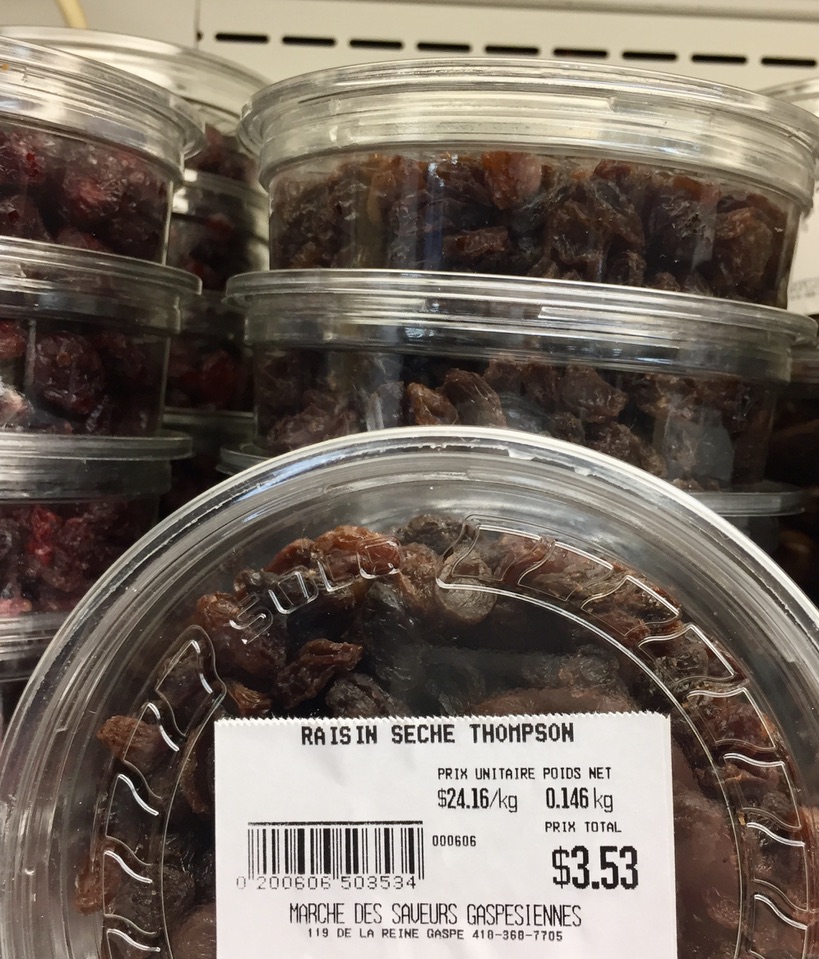 SOLO
RAISIN SECHE THOMPSON
PRIX UNITAIRE POIDS NET
$24.16/kg 0.146 kg
PRIX TOTAL
000606
$3.53
0 200606 503534
MARCHE DES SAVEURS GASPESIENNES
119 DE LA REINE GASPE 418-368-7705